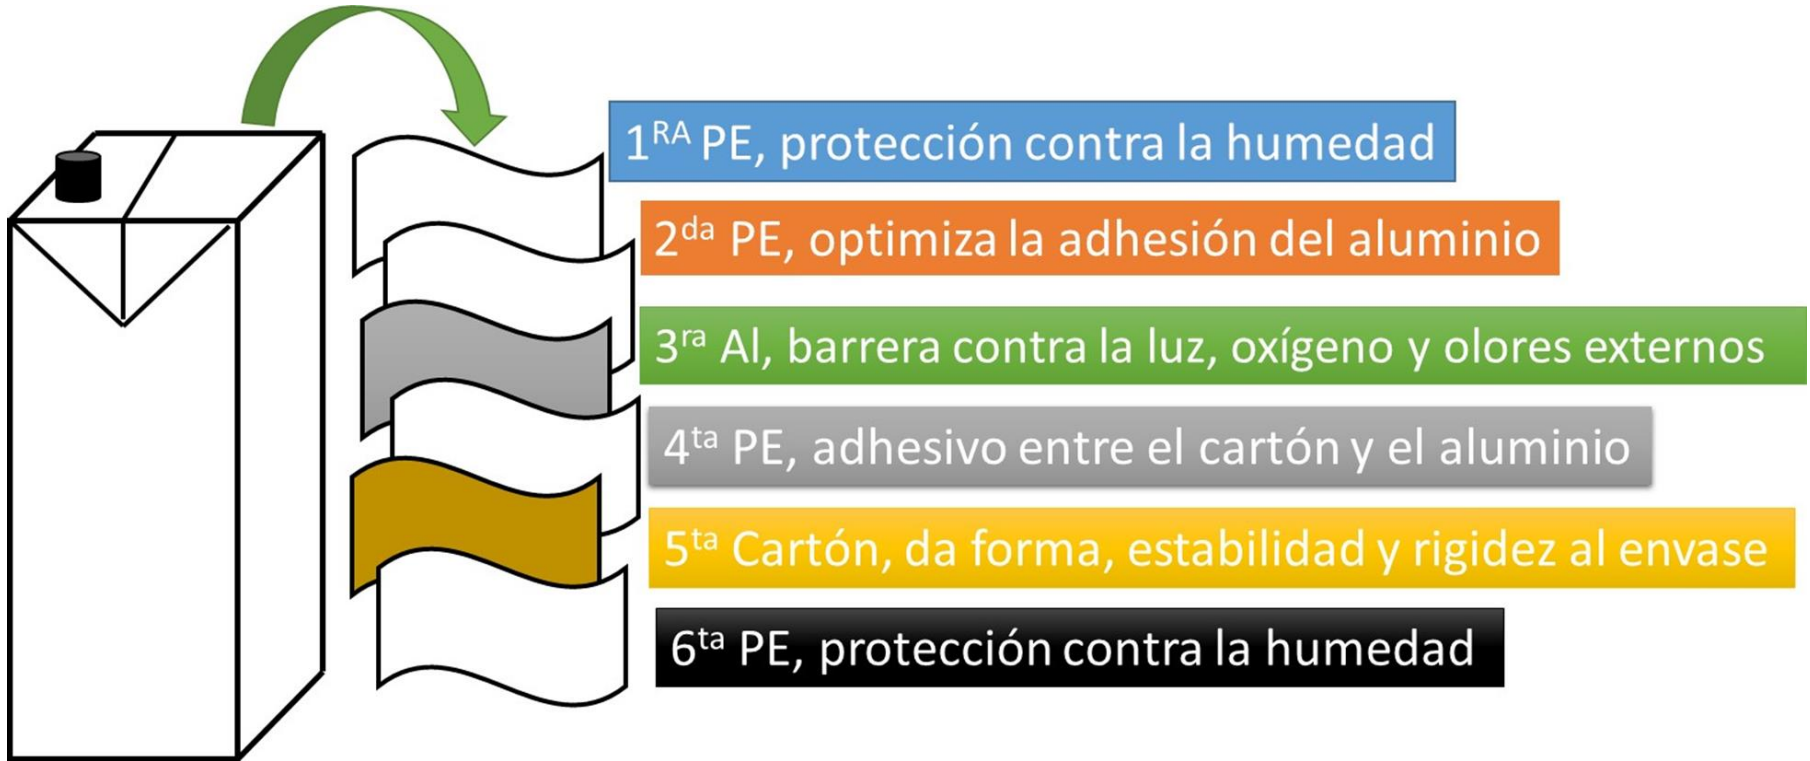 1RA PE, protección contra la humedad
2da PE, optimiza la adhesión del aluminio
3ra Al, barrera contra la luz, oxígeno y olores externos
4ta PE, adhesivo entre el cartón y el aluminio
5ta Cartón, da forma, estabilidad y rigidez al envase
6ta PE, protección contra la humedad